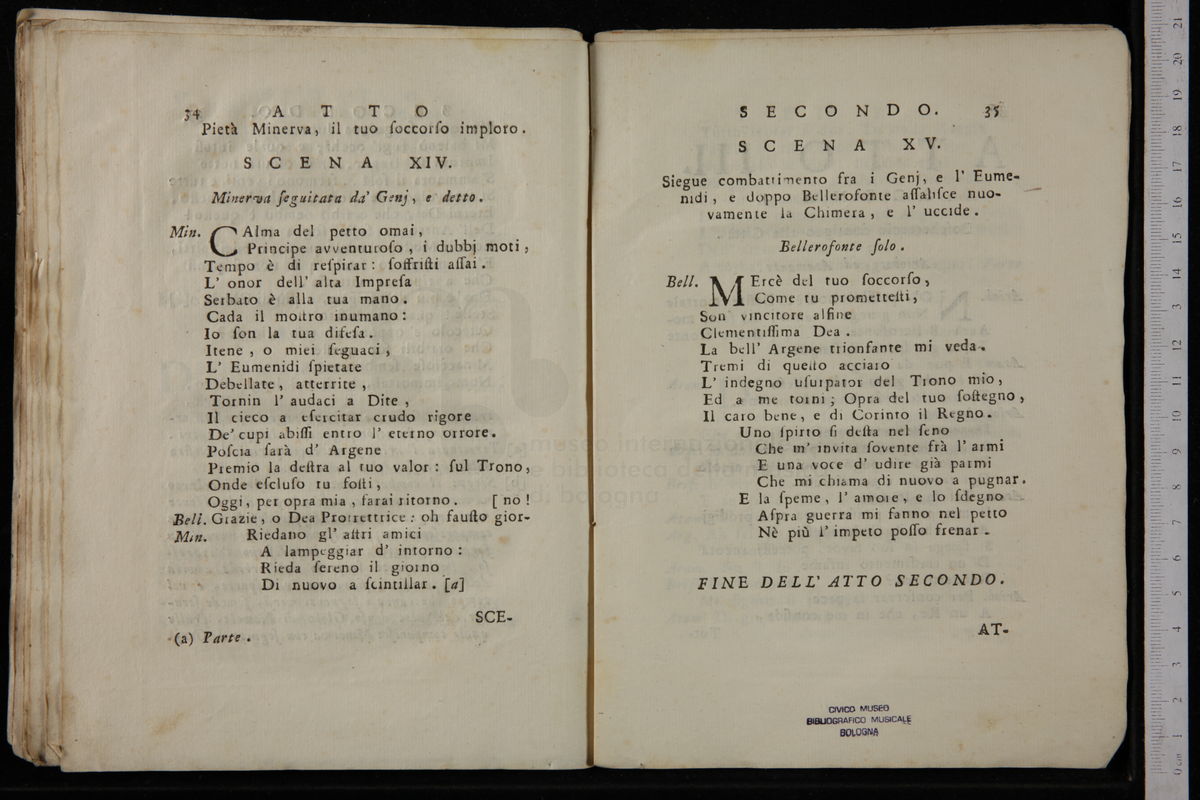 34 ATTO
Pietà Minerva, il tuo ſoccorſo imploro.
SCENA XIV.
Minerva ſeguitata da' Genj, e detto.
Min. CAlma del petto omai,
Principe avventuroſo, i dubbj moti,
Tempo è di reſpirar: ſoffriſti aſſai.
L' onor dell' alta Impreſa
Serbato è alla tua mano.
Cada il moſtro inumano:
Io ſon la tua difeſa.
Itene, o miei ſeguaci,
L' Eumenidi ſpietate
Debellate, atterrite,
Tornin l' audaci a Dite,
Il cieco a eſercitar crudo rigore
De' cupi abiſſi entro l' eterno orrore.
Poſcia ſarà d' Argene
Premio la deſtra al tuo valor: ſul Trono,
Onde eſcluſo tu foſti,
Oggi, per opra mia, farai ritorno. [no!
Bell. Grazie, o Dea Protettrice: oh fauſto gior-
Min. Riedano gl' aſtri amici
A lampeggiar d' intorno:
Rieda ſereno il giorno
Di nuovo a ſcintillar. [a]
SCE-
(a) Parte.
SECONDO. 35
SCENA XV.
Siegue combattimento fra i Genj, e l' Eume-
nidi, e doppo Bellerofonte aſſaliſce nuo-
vamente la Chimera, e l' uccide.
Bellerofonte ſolo.
Bell. MErcè del tuo ſoccorſo,
Come tu prometteſti,
Son vincitore alfine
Clementiſſima Dea.
La bell' Argene trionfante mi veda.
Tremi di queſto acciaro
L' indegno uſurpator del Trono mio,
Ed a me torni; Opra del tuo ſoſtegno,
Il caro bene, e di Corinto il Regno.
Uno ſpirto ſi deſta nel ſeno
Che m' invita ſovente frà l' armi
E una voce d' udire già parmi
Che mi chiama di nuovo a pugnar.
E la ſpeme, l' amore, e lo ſdegno
Aſpra guerra mi fanno nel petto
Nè più l' impeto poſſo frenar.
FINE DELL' ATTO SECONDO.
AT-
CIVICO MUSEO
BIBLIOGRAFICO MUSICALE
BOLOGNA